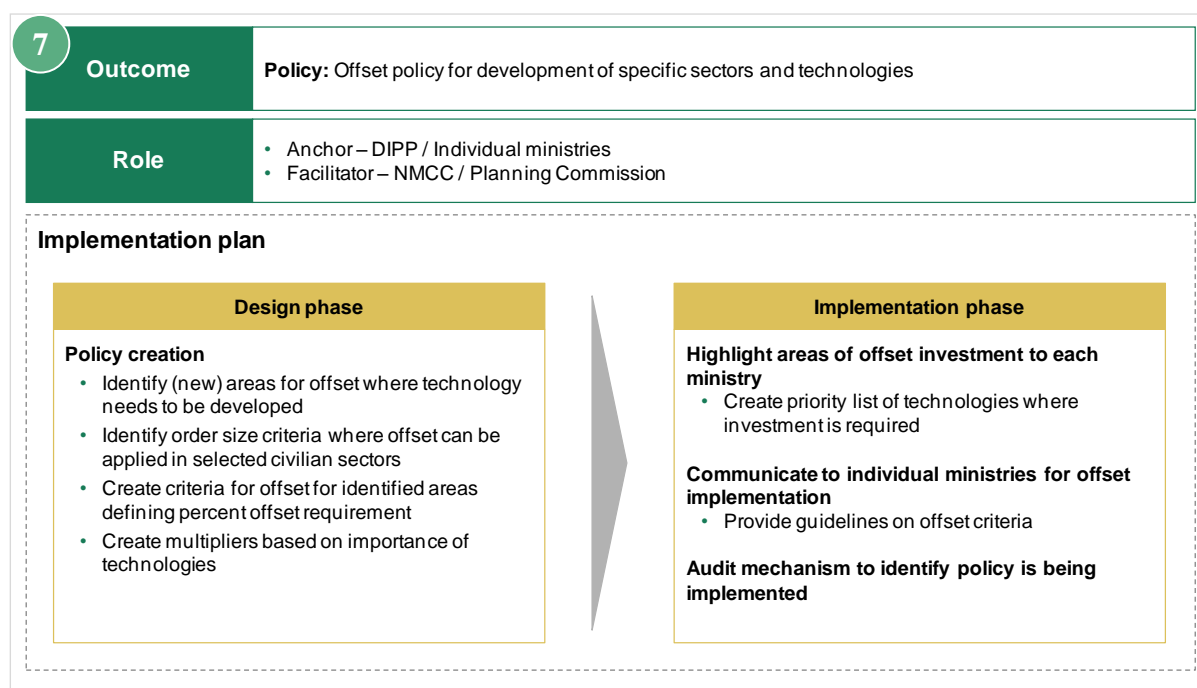 7
Outcome
Policy: Offset policy for development of specific sectors and technologies
Role
• Anchor – DIPP / Individual ministries
• Facilitator – NMCC / Planning Commission
Implementation plan
Design phase
Policy creation
• Identify (new) areas for offset where technology
needs to be developed
• Identify order size criteria where offset can be
applied in selected civilian sectors
• Create criteria for offset for identified areas
defining percent offset requirement
• Create multipliers based on importance of
technologies
Implementation phase
Highlight areas of offset investment to each
ministry
• Create priority list of technologies where
investment is required
Communicate to individual ministries for offset
implementation
• Provide guidelines on offset criteria
Audit mechanism to identify policy is being
implemented